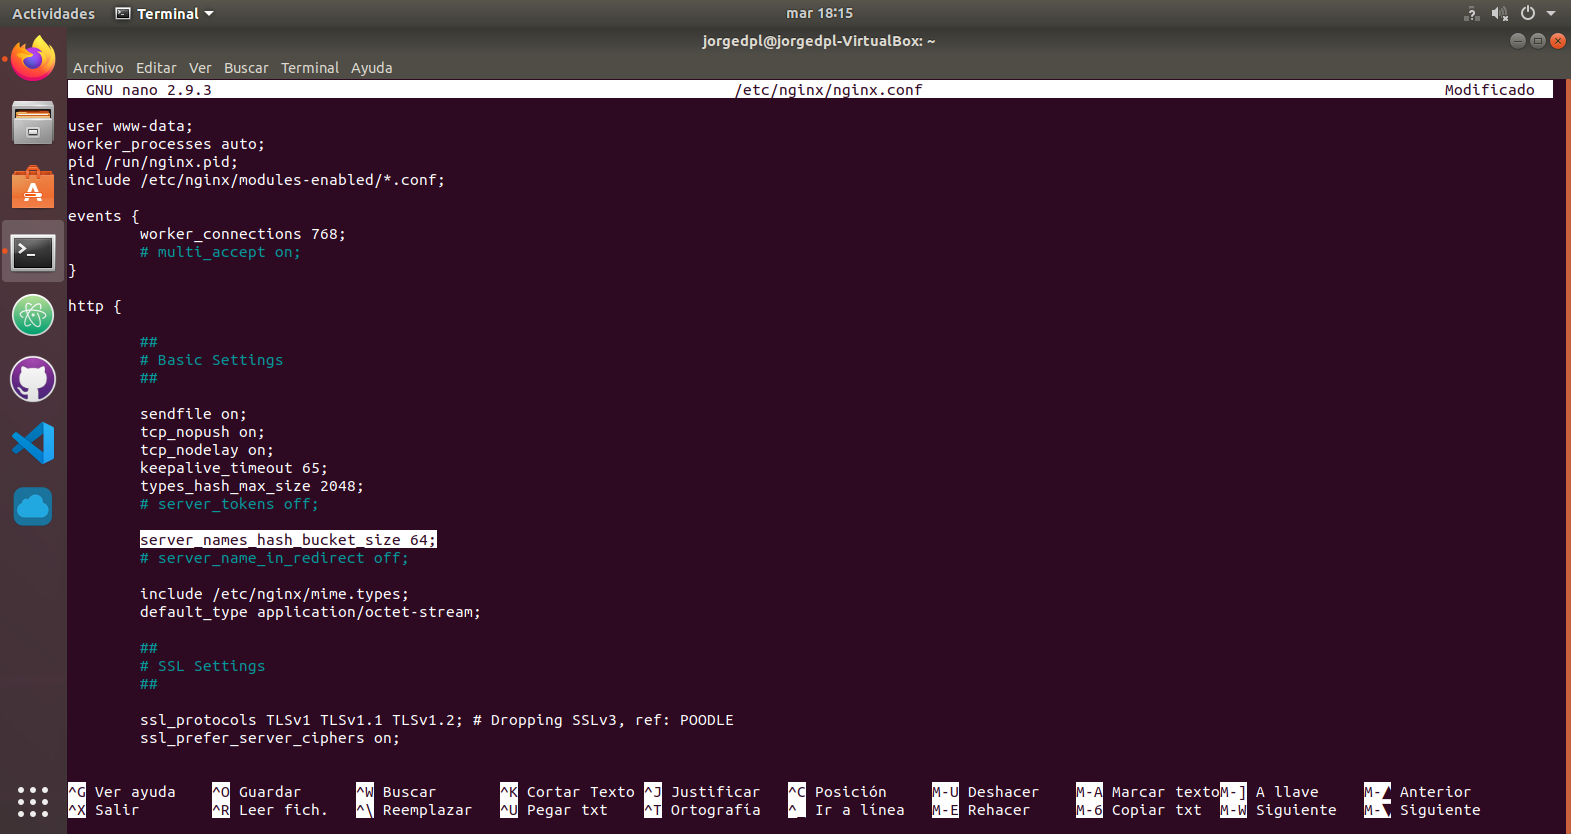 Actividades Terminal mar 18:15
jorgedpl@jorgedpl-VirtualBox: ~
Archivo Editar Ver Buscar Terminal Ayuda
GNU nano 2.9.3 /etc/nginx/nginx.conf Modificado
user www-data;
worker_processes auto;
pid /run/nginx.pid;
include /etc/nginx/modules-enabled/*.conf;
events {
worker_connections 768;
# multi_accept on;
}
http {
##
# Basic Settings
##
sendfile on;
tcp_nopush on;
tcp_nodelay on;
keepalive_timeout 65;
types_hash_max_size 2048;
# server_tokens off;
server_names_hash_bucket_size 64;
# server_name_in_redirect off;
include /etc/nginx/mime.types;
default_type application/octet-stream;
##
# SSL Settings
##
ssl_protocols TLSv1 TLSv1.1 TLSv1.2; # Dropping SSLv3, ref: POODLE
ssl_prefer_server_ciphers on;
^G Ver ayuda ^O Guardar ^W Buscar ^K Cortar Texto ^J Justificar ^C Posición M-U Deshacer M-A Marcar texto M-] A llave M-▲ Anterior
^X Salir ^R Leer fich. ^\ Reemplazar ^U Pegar txt ^T Ortografía ^_ Ir a línea M-E Rehacer M-6 Copiar txt M-W Siguiente M-▼ Siguiente